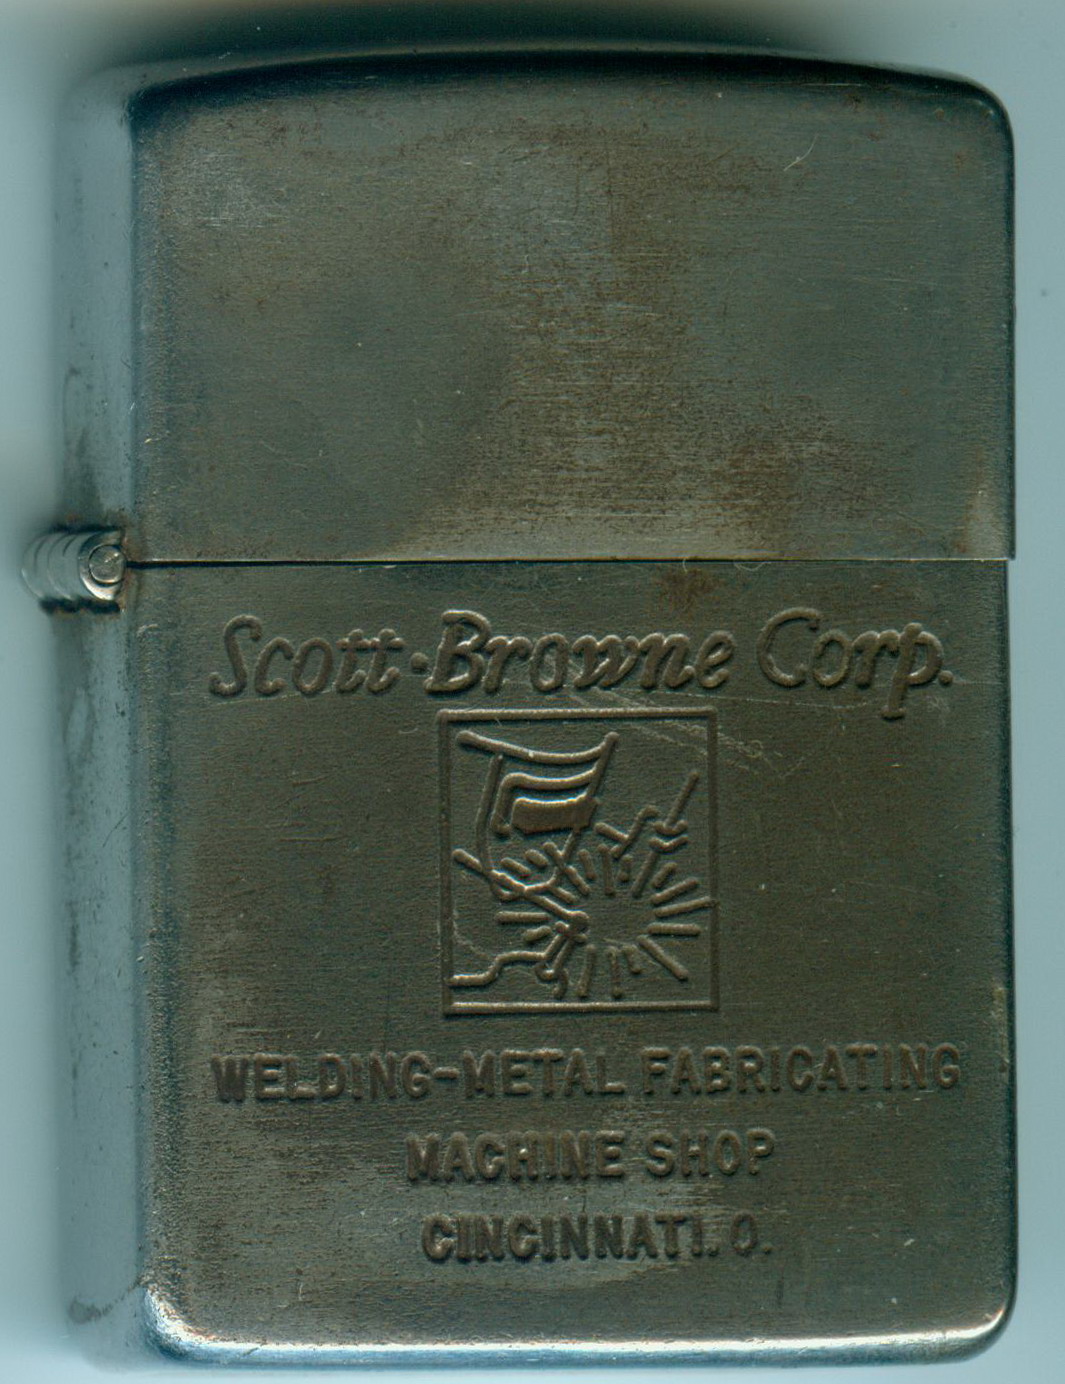 Scott-Browne Corp.
WELDING-METAL FABRICATING
MACHINE SHOP
CINCINNATI. O.